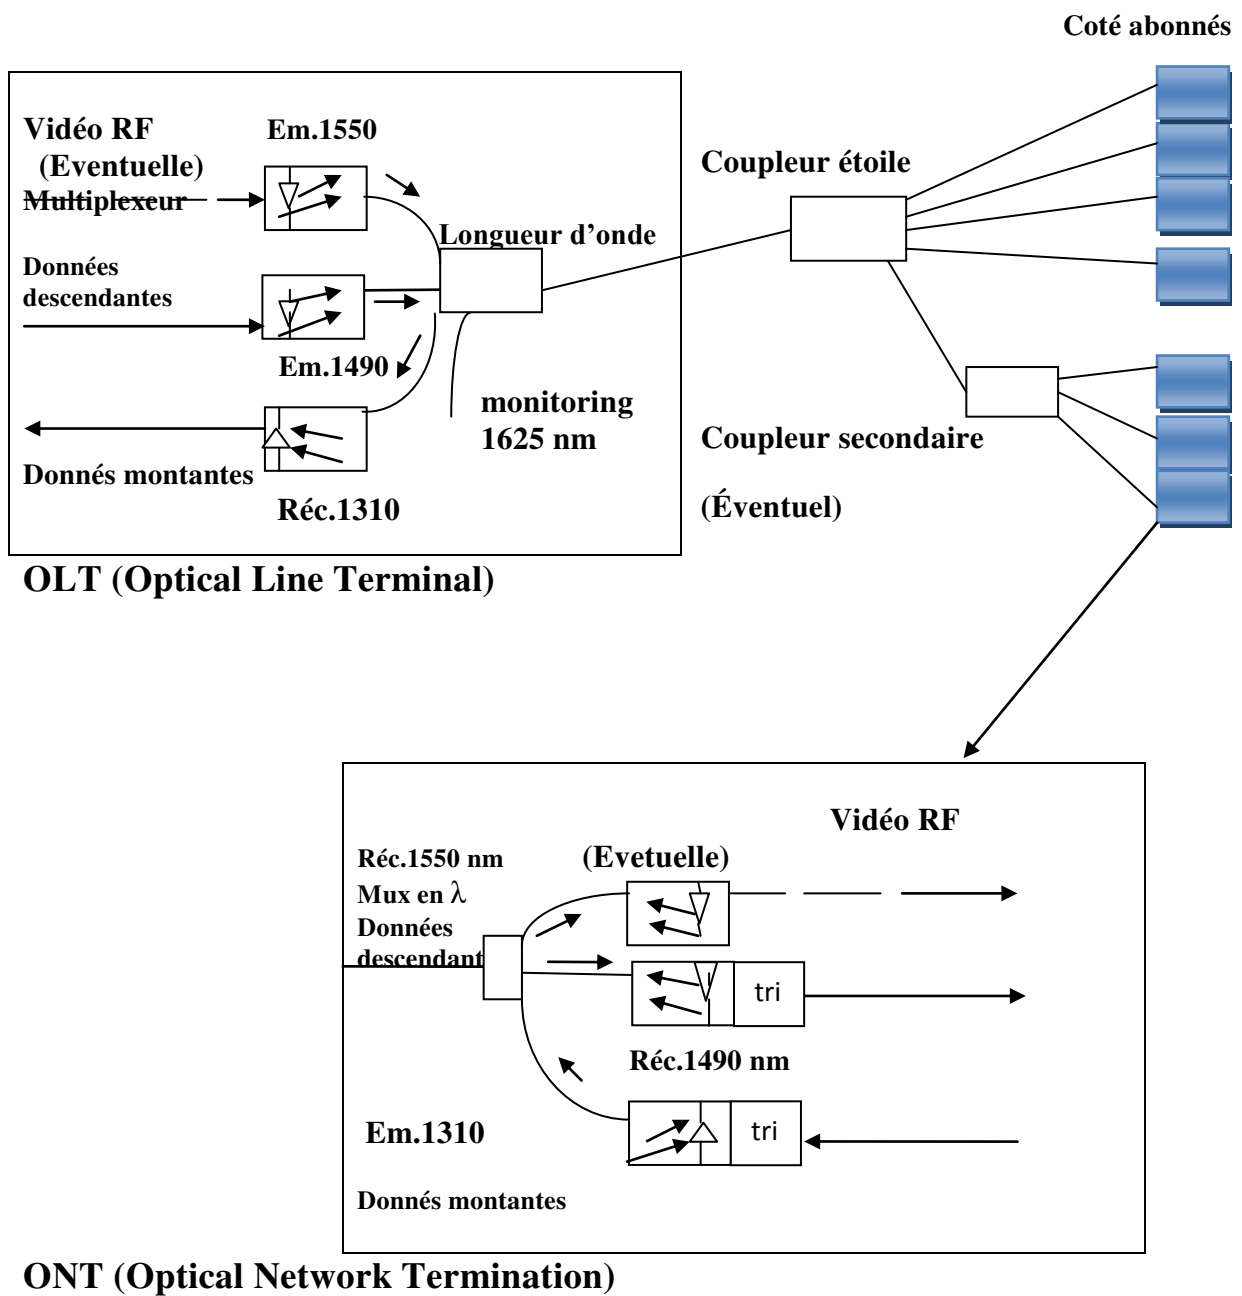 Coté abonnés
Vidéo RF
(Eventuelle)
Multiplexeur
Em.1550
Coupleur étoile
Longueur d’onde
Données
descendantes
Em.1490
monitoring
1625 nm
Donnés montantes
Réc.1310
Coupleur secondaire
(Éventuel)
OLT (Optical Line Terminal)
Vidéo RF
Réc.1550 nm
(Evetuelle)
Mux en λ
Données
descendant
tri
Réc.1490 nm
Em.1310
tri
Donnés montantes
ONT (Optical Network Termination)